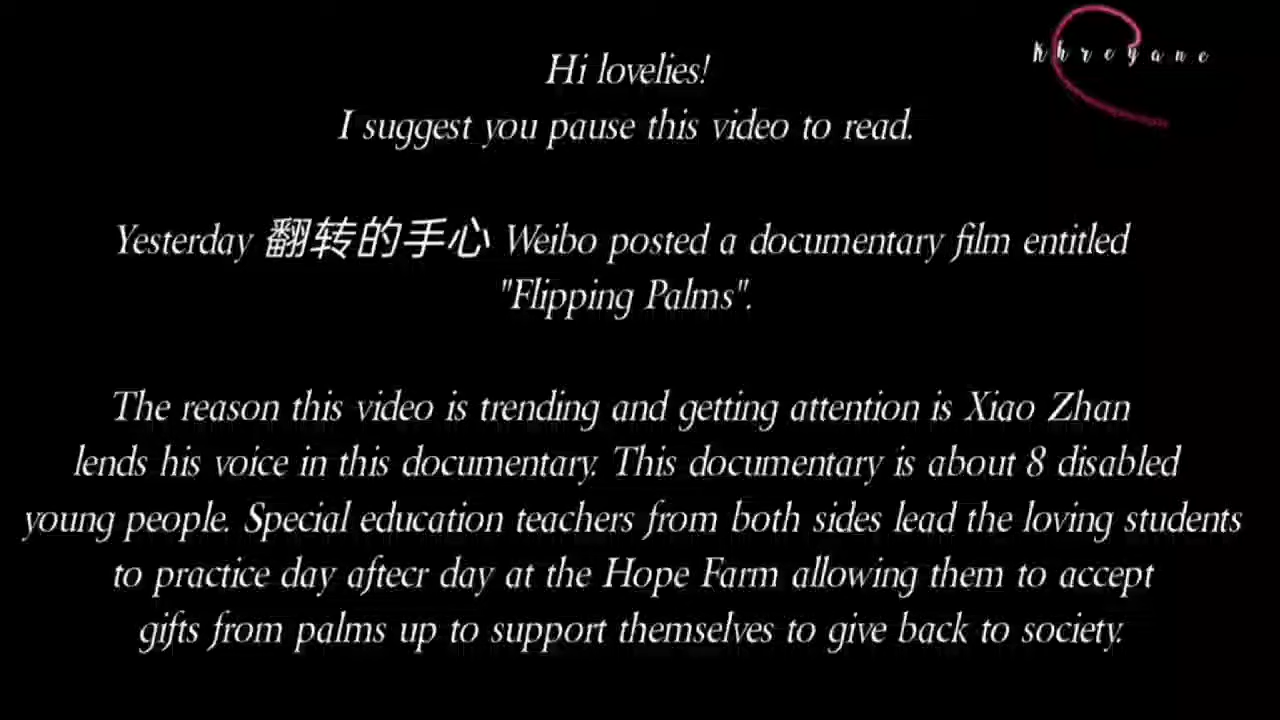 Khreyane
Hi lovelies!
I suggest you pause this video to read.
Yesterday 翻转的手心 Weibo posted a documentary film entitled
"Flipping Palms".
The reason this video is trending and getting attention is Xiao Zhan
lends his voice in this documentary. This documentary is about 8 disabled
young people. Special education teachers from both sides lead the loving students
to practice day aftecr day at the Hope Farm allowing them to accept
gifts from palms up to support themselves to give back to society.